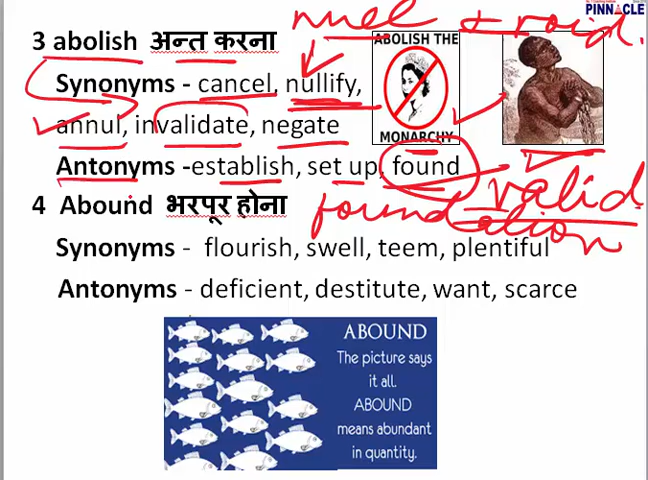 PINNACLE
null & void.
3 abolish अन्त करना
Synonyms - cancel, nullify,
annul, invalidate, negate
Antonyms -establish, set up, found
ABOLISH THE
MONARCHY
valid
foundation
4 Abound भरपूर होना
Synonyms - flourish, swell, teem, plentiful
Antonyms - deficient, destitute, want, scarce
ABOUND
The picture says
it all.
ABOUND
means abundant
in quantity.